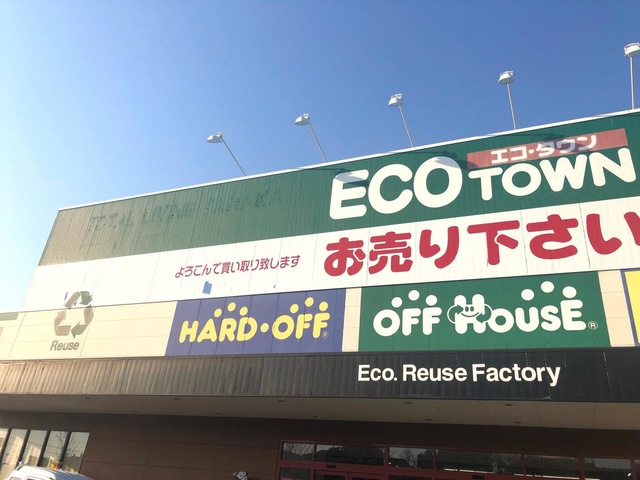 エコ・タウン
ECO TOWN
お売り下さい
よろこんで買い取り致します
Reuse
HARD・OFF®
OFF HOUSE®
Eco. Reuse Factory